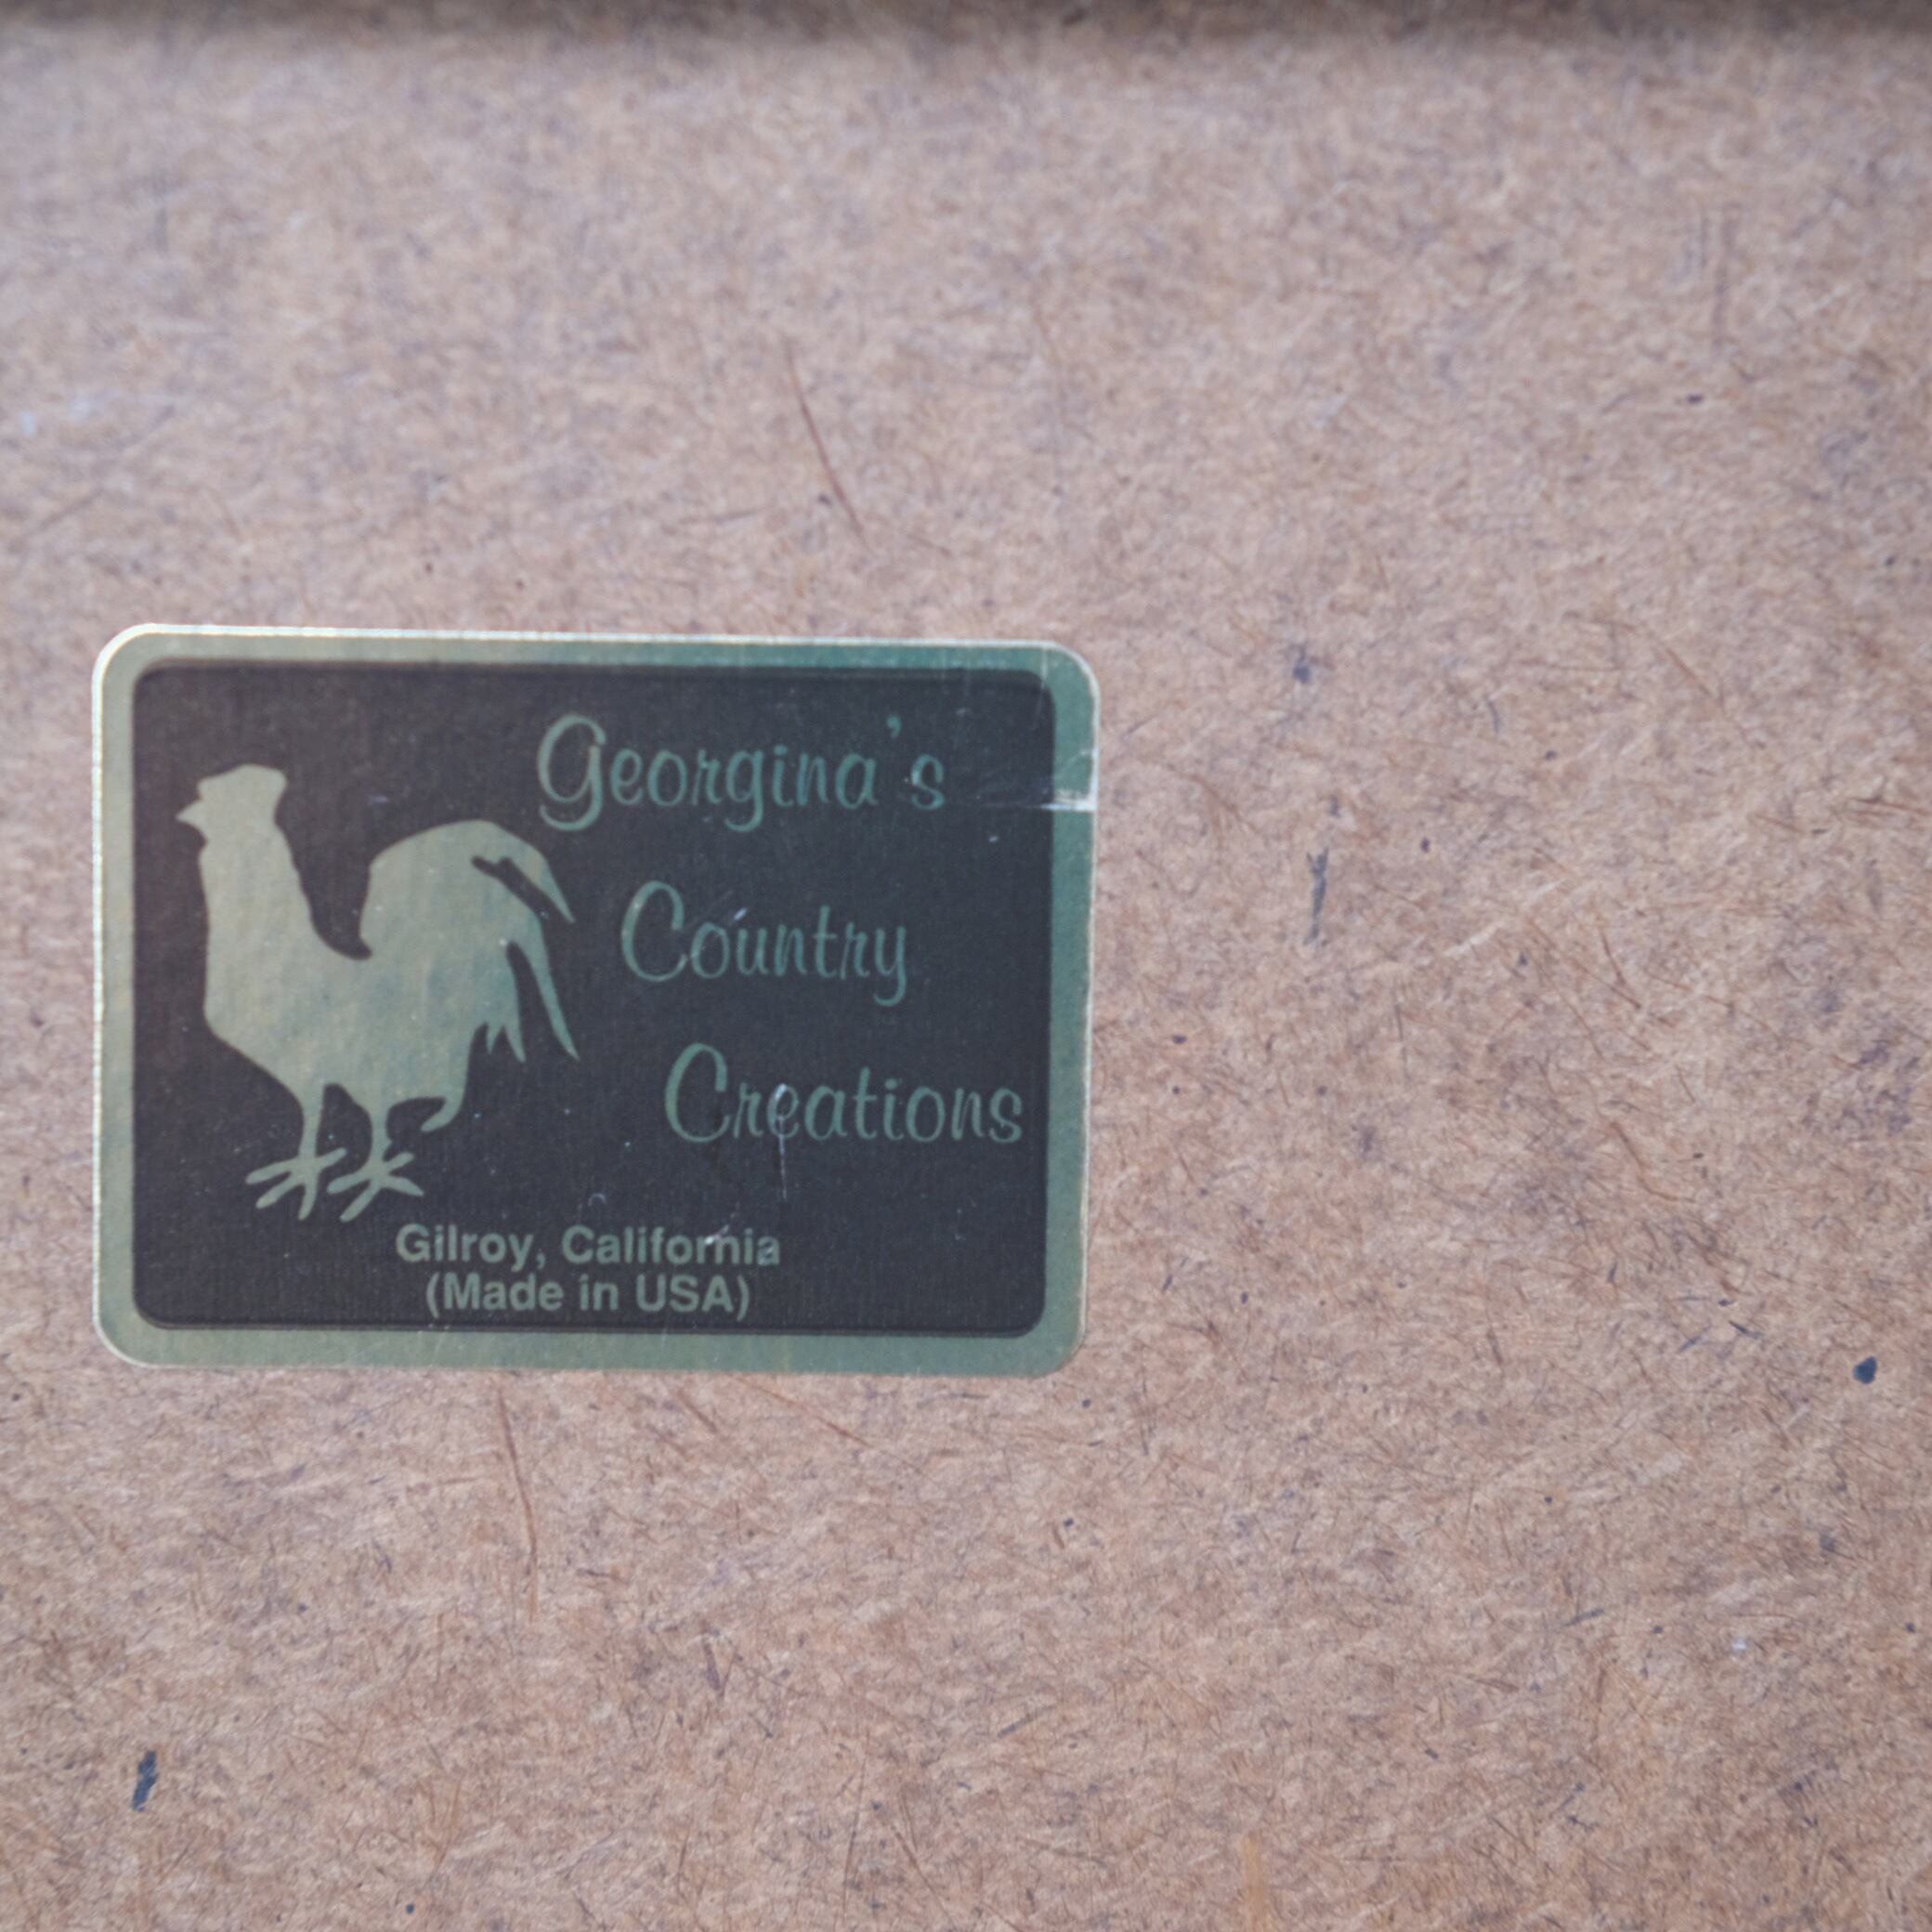 Georgina's
Country
Creations
Gilroy, California
(Made in USA)